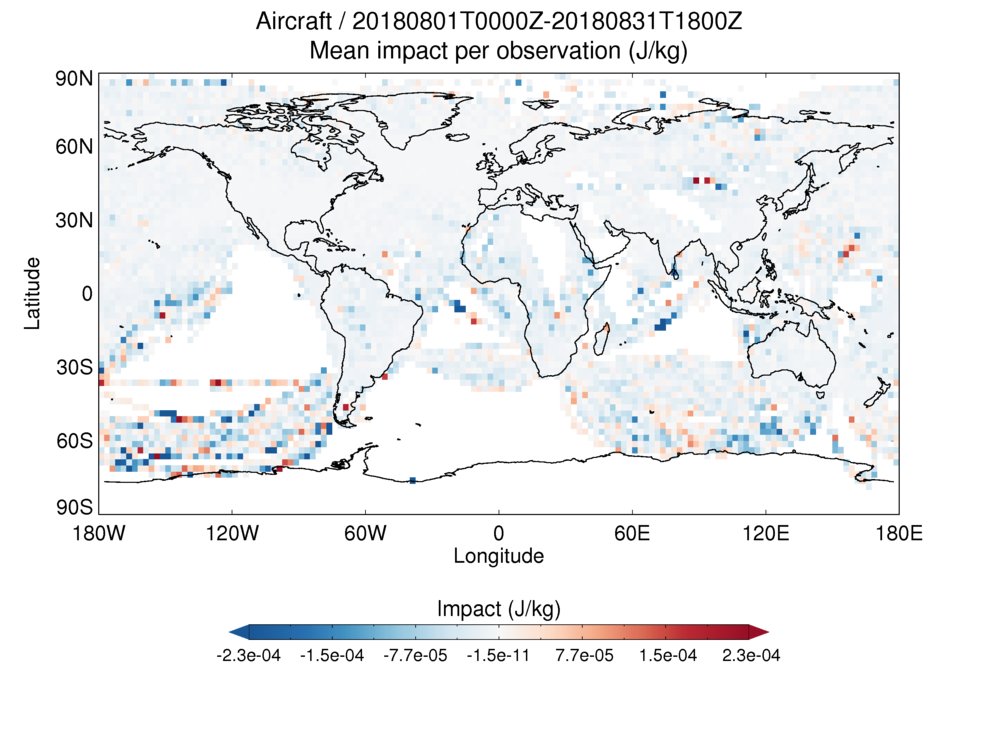 Aircraft / 20180801T0000Z-20180831T1800Z
Mean impact per observation (J/kg)
90N
60N
30N
0
30S
60S
90S
Latitude
180W 120W 60W 0 60E 120E 180E
Longitude
Impact (J/kg)
-2.3e-04 -1.5e-04 -7.7e-05 -1.5e-11 7.7e-05 1.5e-04 2.3e-04